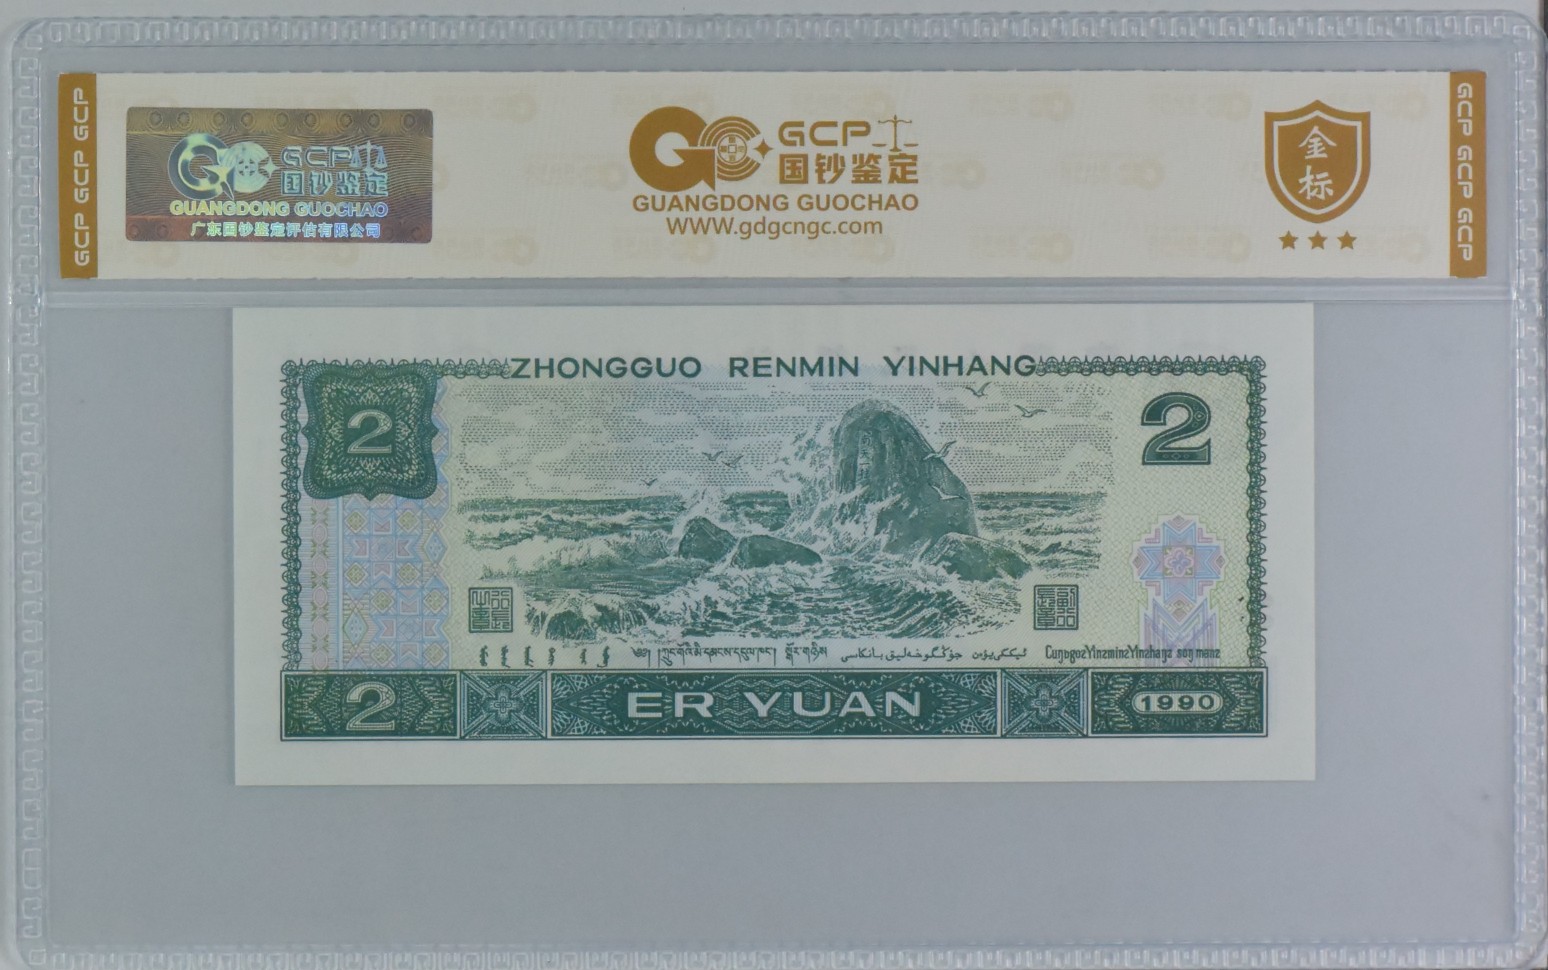 GCP GCP GCP
GCP
国钞鉴定
GUANGDONG GUOCHAO
广东国钞鉴定评估有限公司
GCP
国钞鉴定
GUANGDONG GUOCHAO
WWW.gdgcngc.com
金标
GCP GCP GCP
ZHONGGUO RENMIN YINHANG
2
2
2
ER YUAN
1990